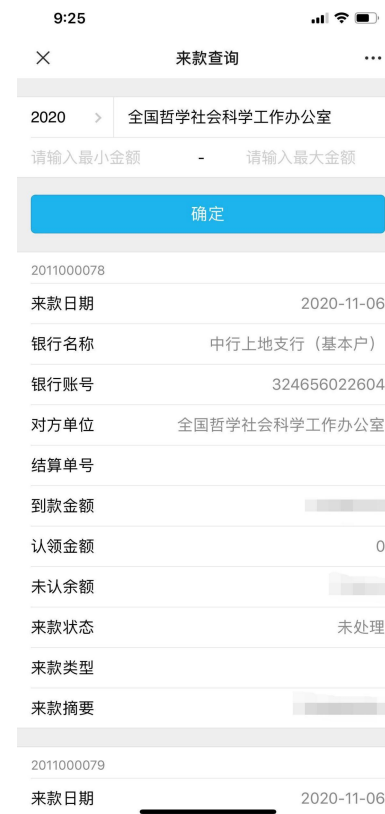 9:25
来款查询
2020 > 全国哲学社会科学工作办公室
请输入最小金额 - 请输入最大金额
确定
2011000078
来款日期 2020-11-06
银行名称 中行上地支行（基本户）
银行账号 324656022604
对方单位 全国哲学社会科学工作办公室
结算单号
到款金额
认领金额 0
未认余额
来款状态 未处理
来款类型
来款摘要
2011000079
来款日期 2020-11-06